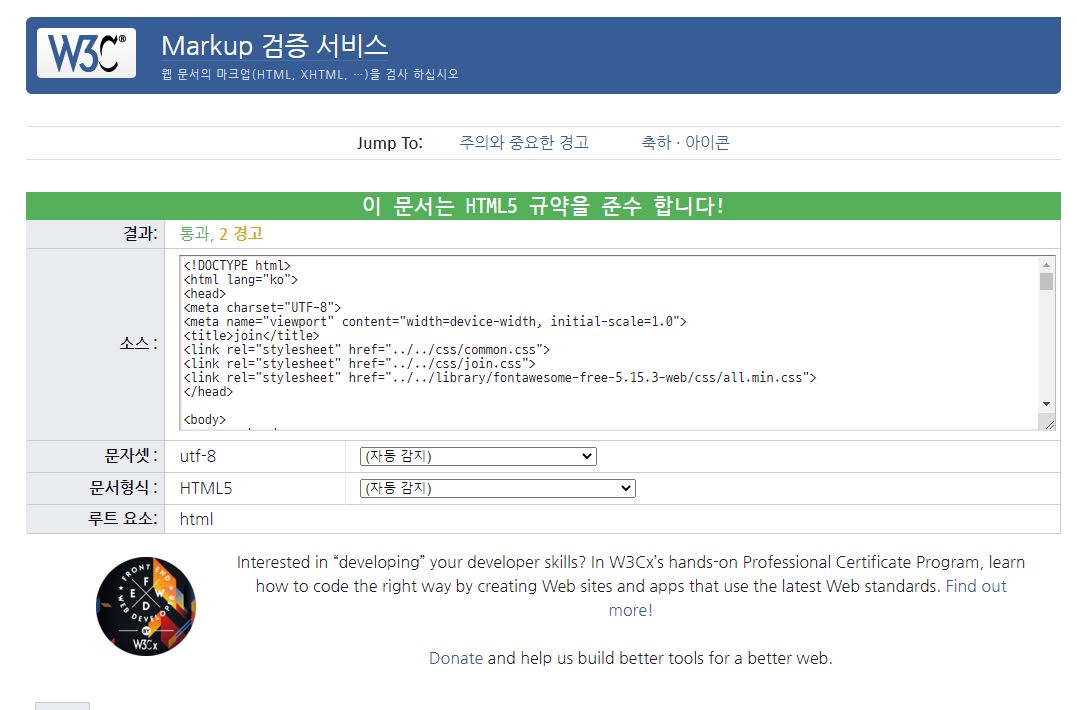 W3C®
Markup 검증 서비스
웹 문서의 마크업(HTML, XHTML, …)을 검사 하십시오
Jump To: 주의와 중요한 경고 축하 · 아이콘
이 문서는 HTML5 규약을 준수 합니다!
결과: 통과, 2 경고
소스 :
<!DOCTYPE html>
<html lang="ko">
<head>
<meta charset="UTF-8">
<meta name="viewport" content="width=device-width, initial-scale=1.0">
<title>join</title>
<link rel="stylesheet" href="../../css/common.css">
<link rel="stylesheet" href="../../css/join.css">
<link rel="stylesheet" href="../../library/fontawesome-free-5.15.3-web/css/all.min.css">
</head>
<body>
문자셋 : utf-8 (자동 감지)
문서형식 : HTML5 (자동 감지)
루트 요소: html
FRONT END
F
E W
D
WEB DEVELOPER
BY
W3Cx
Interested in “developing” your developer skills? In W3Cx’s hands-on Professional Certificate Program, learn
how to code the right way by creating Web sites and apps that use the latest Web standards. Find out
more!
Donate and help us build better tools for a better web.